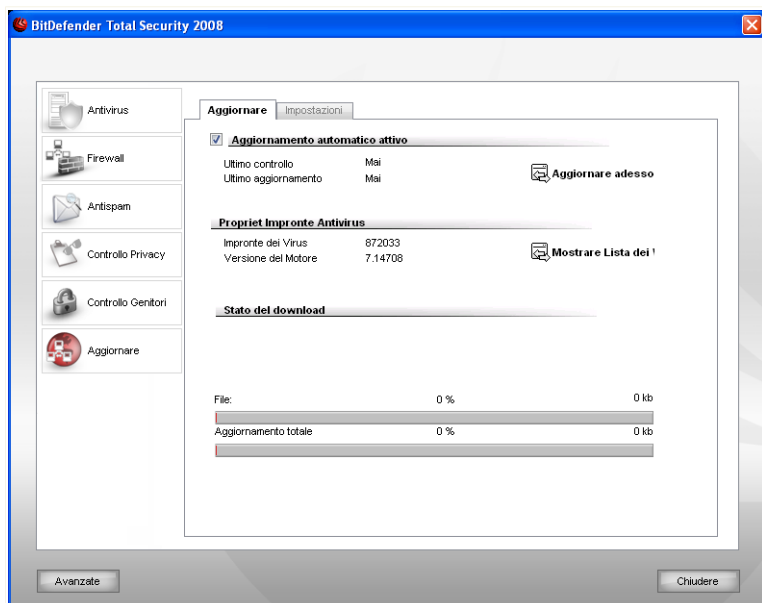 BitDefender Total Security 2008
Antivirus
Firewall
Antispam
Controllo Privacy
Controllo Genitori
Aggiornare
Aggiornare Impostazioni
Aggiornamento automatico attivo
Ultimo controllo Mai
Ultimo aggiornamento Mai
Aggiornare adesso
Propriet Impronte Antivirus
Impronte dei Virus 872033
Versione del Motore 7.14708
Mostrare Lista dei
Stato del download
File: 0 % 0 kb
Aggiornamento totale 0 % 0 kb
Avanzate
Chiudere